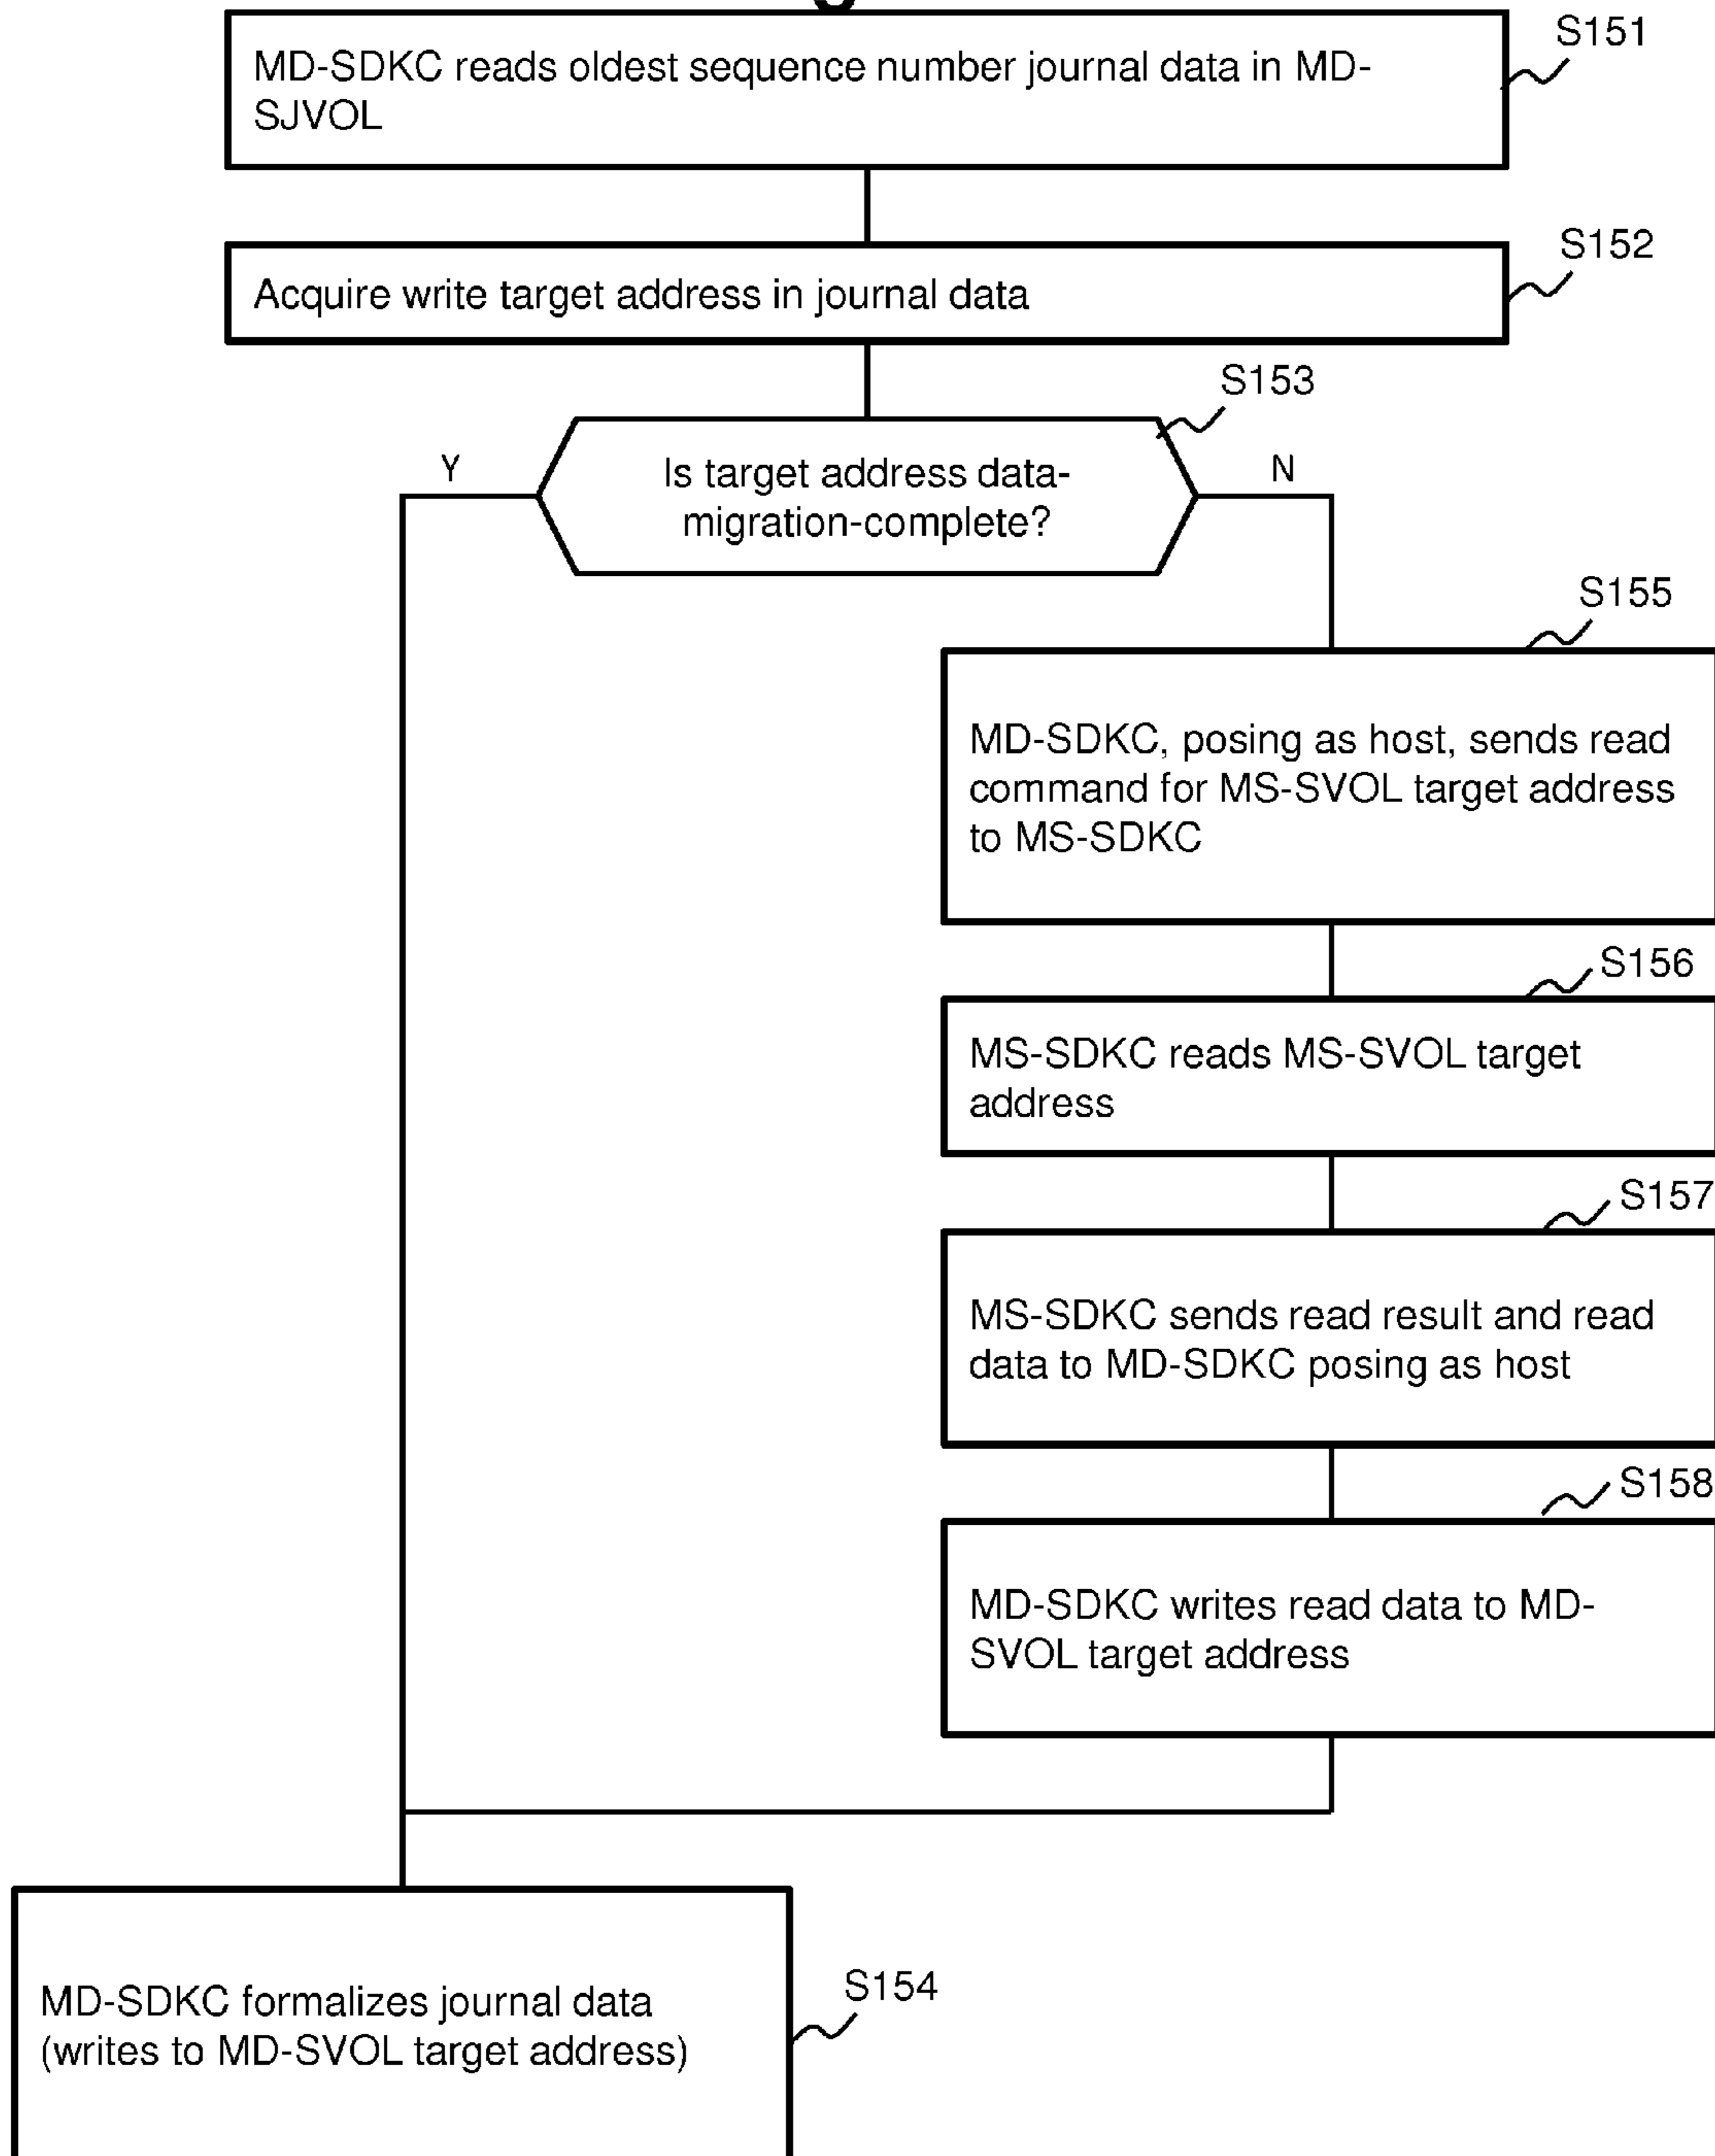 S151
MD-SDKC reads oldest sequence number journal data in MD-
SJVOL
S152
Acquire write target address in journal data
S153
Y
Is target address data-
migration-complete?
N
S155
MD-SDKC, posing as host, sends read
command for MS-SVOL target address
to MS-SDKC
S156
MS-SDKC reads MS-SVOL target
address
S157
MS-SDKC sends read result and read
data to MD-SDKC posing as host
S158
MD-SDKC writes read data to MD-
SVOL target address
S154
MD-SDKC formalizes journal data
(writes to MD-SVOL target address)